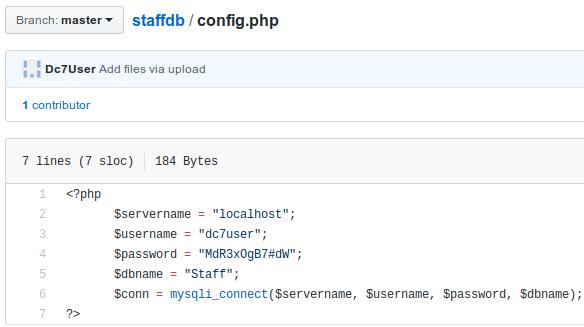 Branch: master
staffdb / config.php
Dc7User Add files via upload
1 contributor
7 lines (7 sloc) 184 Bytes
1 <?php
2 $servername = "localhost";
3 $username = "dc7user";
4 $password = "MdR3xOgB7#dW";
5 $dbname = "Staff";
6 $conn = mysqli_connect($servername, $username, $password, $dbname);
7 ?>